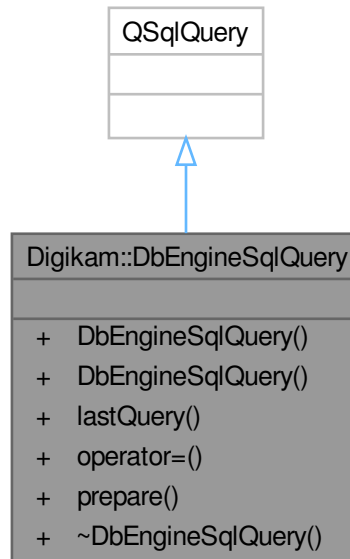 QSqlQuery
Digikam::DbEngineSqlQuery
+ DbEngineSqlQuery()
+ DbEngineSqlQuery()
+ lastQuery()
+ operator=()
+ prepare()
+ ~DbEngineSqlQuery()